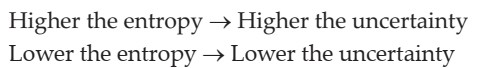 Higher the entropy → Higher the uncertainty
Lower the entropy → Lower the uncertainty